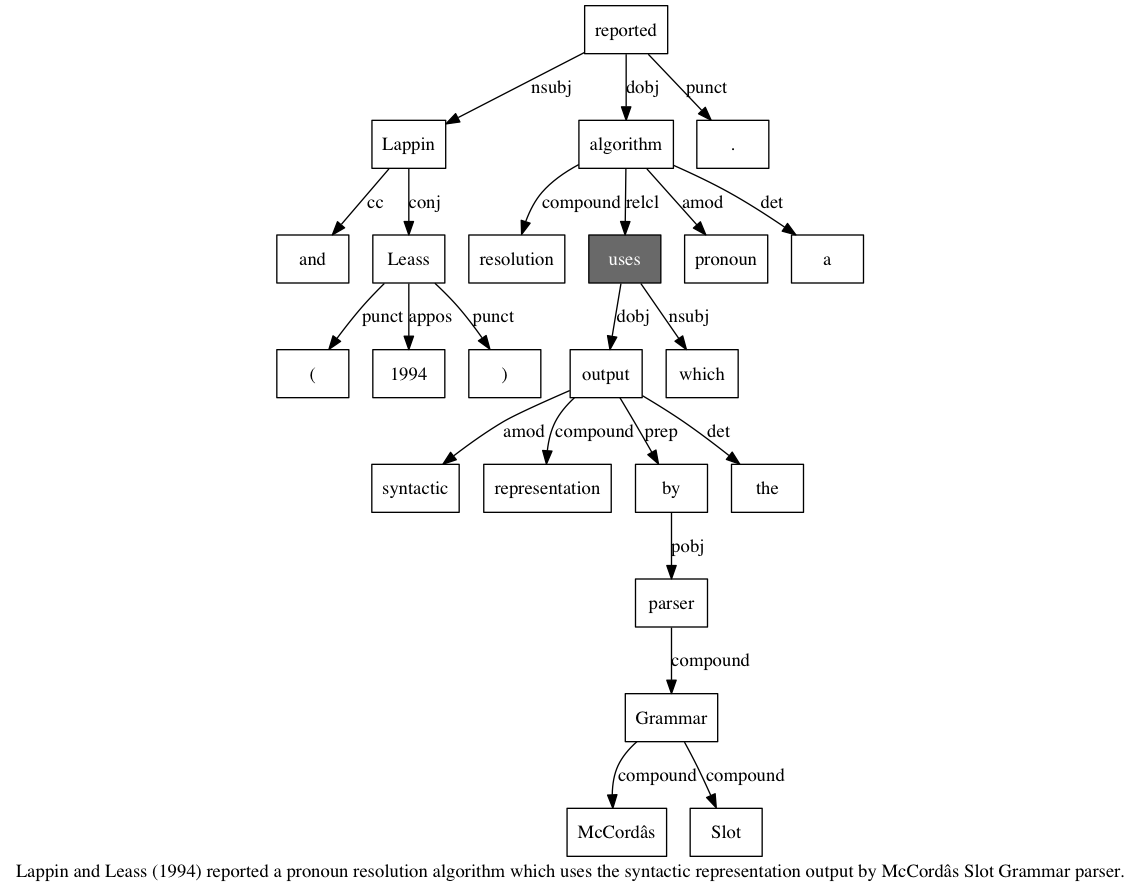 reported
nsubj dobj punct
Lappin algorithm .
cc conj compound relcl amod det
and Leass resolution uses pronoun a
punct appos punct dobj nsubj
( 1994 ) output which
amod compound prep det
syntactic representation by the
pobj
parser
compound
Grammar
compound compound
McCordâs Slot
Lappin and Leass (1994) reported a pronoun resolution algorithm which uses the syntactic representation output by McCordâs Slot Grammar parser.